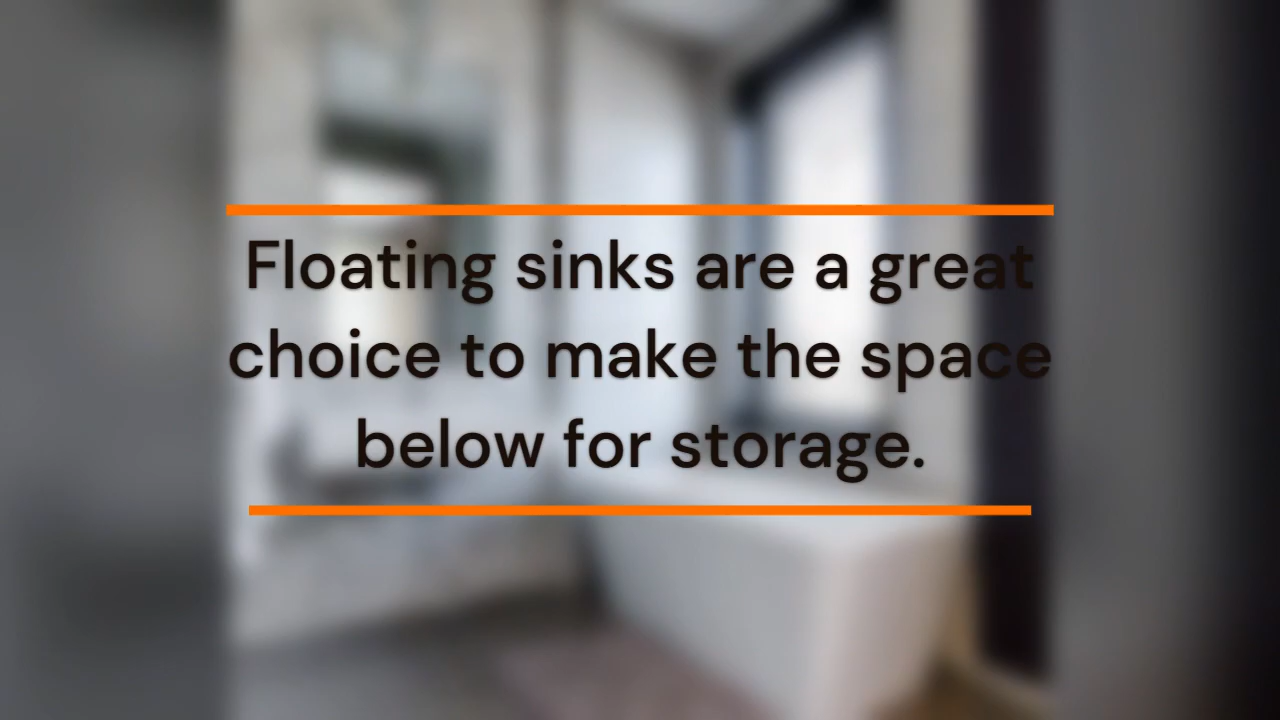 Floating sinks are a great
choice to make the space
below for storage.